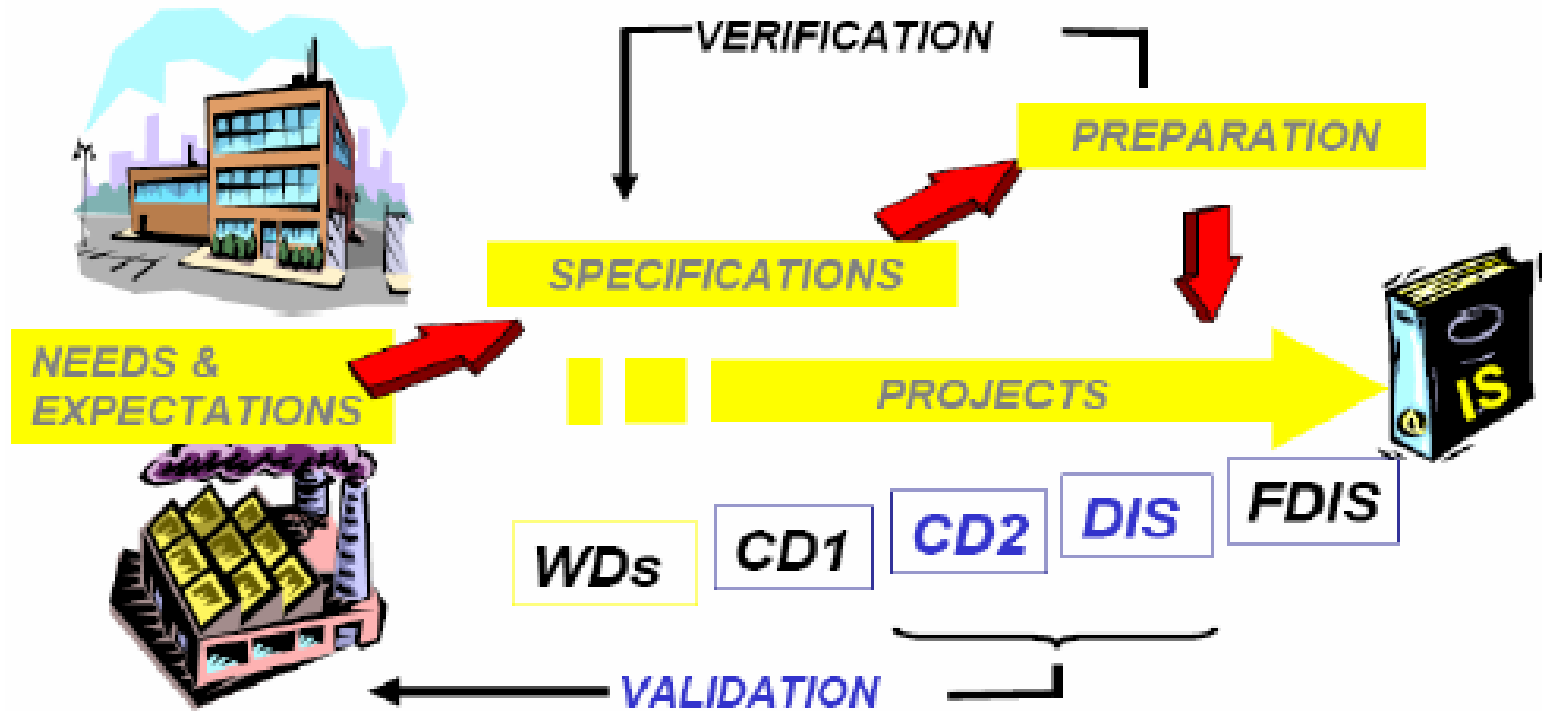 VERIFICATION
PREPARATION
SPECIFICATIONS
NEEDS &
EXPECTATIONS
PROJECTS
IS
WDs
CD1
CD2
DIS
FDIS
VALIDATION